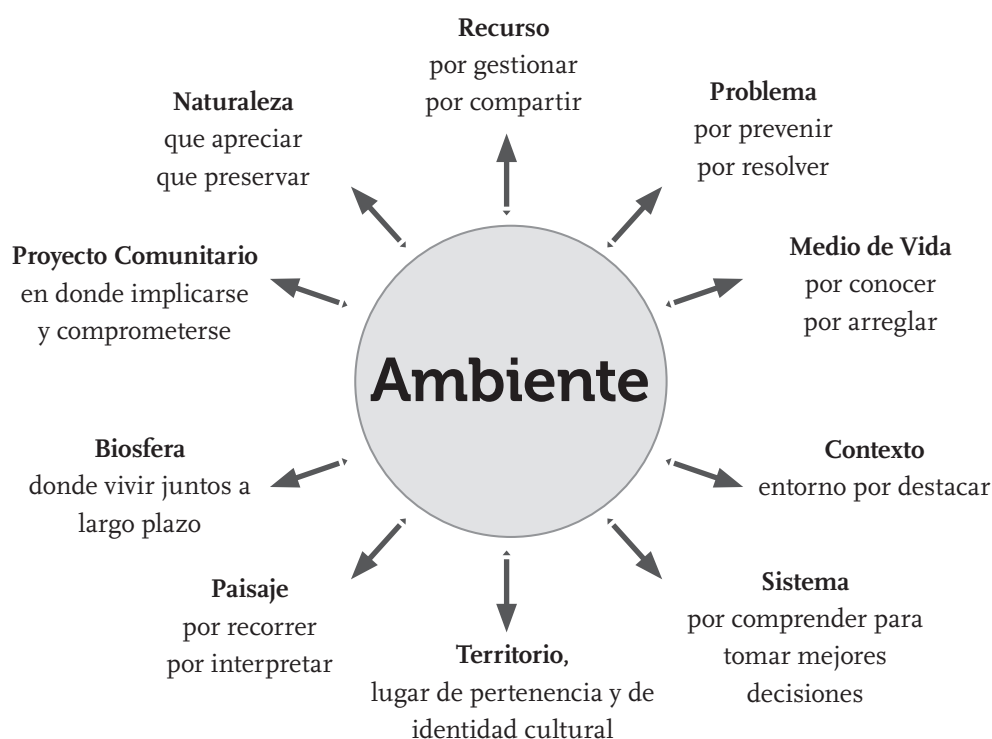 Recurso
por gestionar
por compartir
Problema
por prevenir
por resolver
Medio de Vida
por conocer
por arreglar
Contexto
entorno por destacar
Sistema
por comprender para
tomar mejores
decisiones
Territorio,
lugar de pertenencia y de
identidad cultural
Paisaje
por recorrer
por interpretar
Biosfera
donde vivir juntos a
largo plazo
Proyecto Comunitario
en donde implicarse
y comprometerse
Naturaleza
que apreciar
que preservar
Ambiente